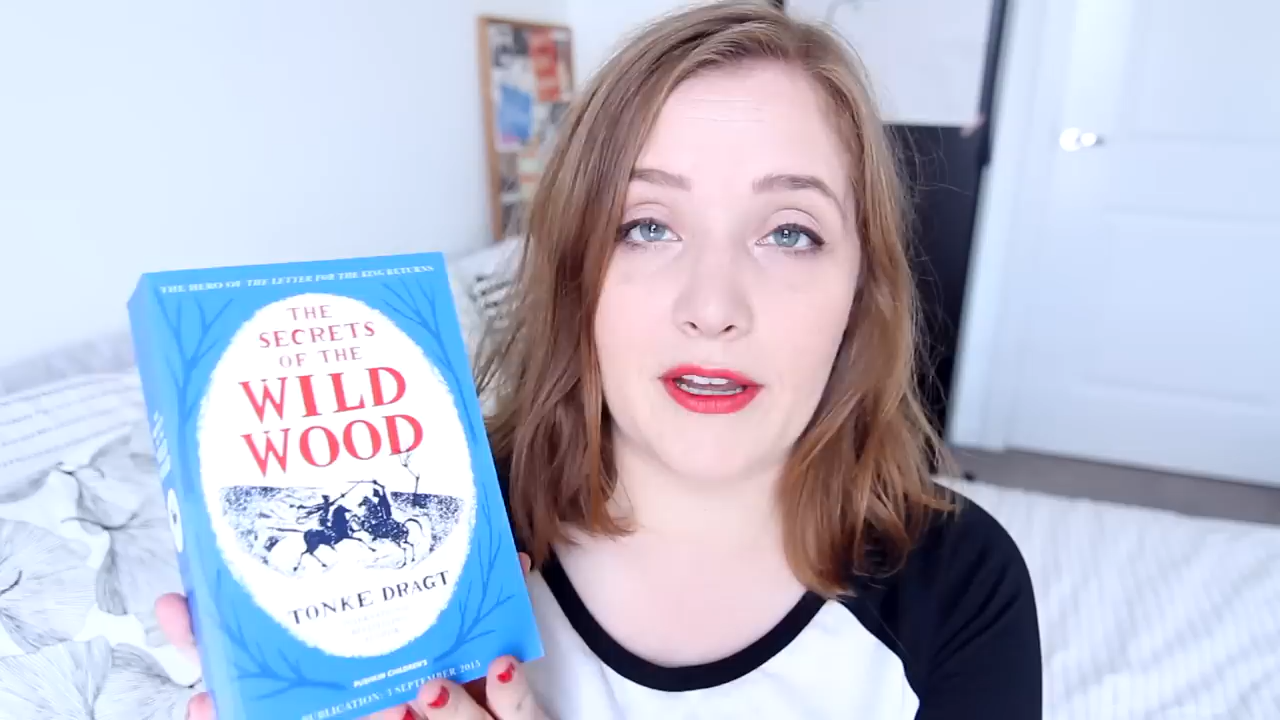 THE HERO OF THE LETTER FOR THE KING RETURNS
THE
SECRETS
OF THE
WILD
WOOD
TONKE DRAGT
PUSHKIN CHILDREN'S
PUBLICATION: 3 SEPTEMBER 2015